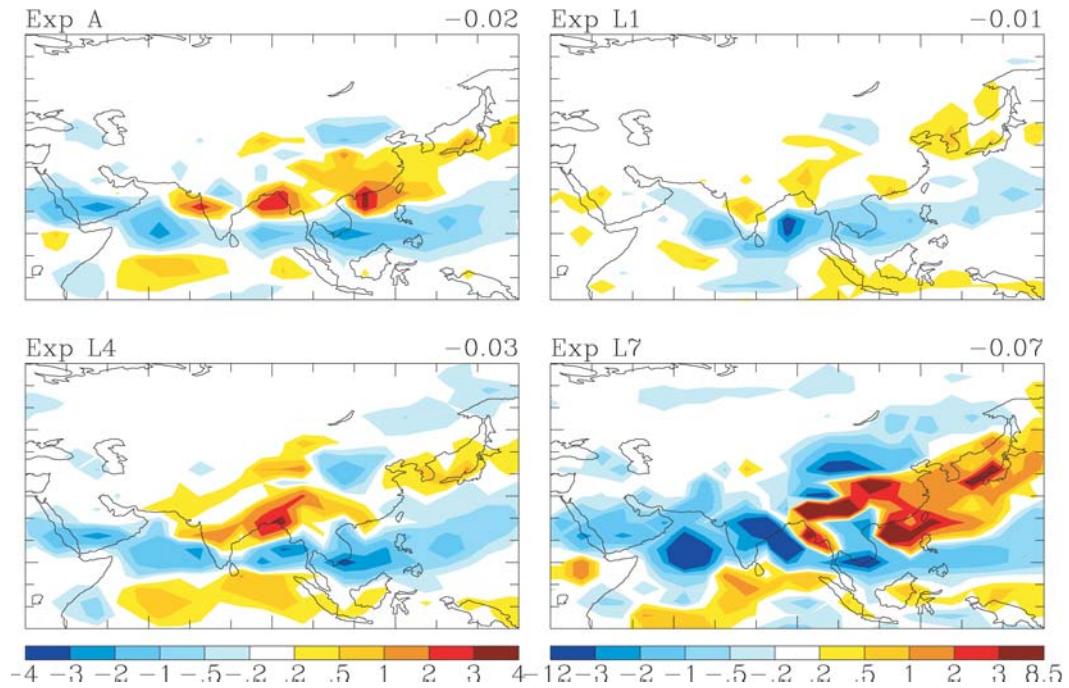 Exp A -0.02
Exp L1 -0.01
Exp L4 -0.03
Exp L7 -0.07
-4 -3 -2 -1 -.5 -.2 .2 .5 1 2 3 4
-12 -3 -2 -1 -.5 -.2 .2 .5 1 2 3 8.5